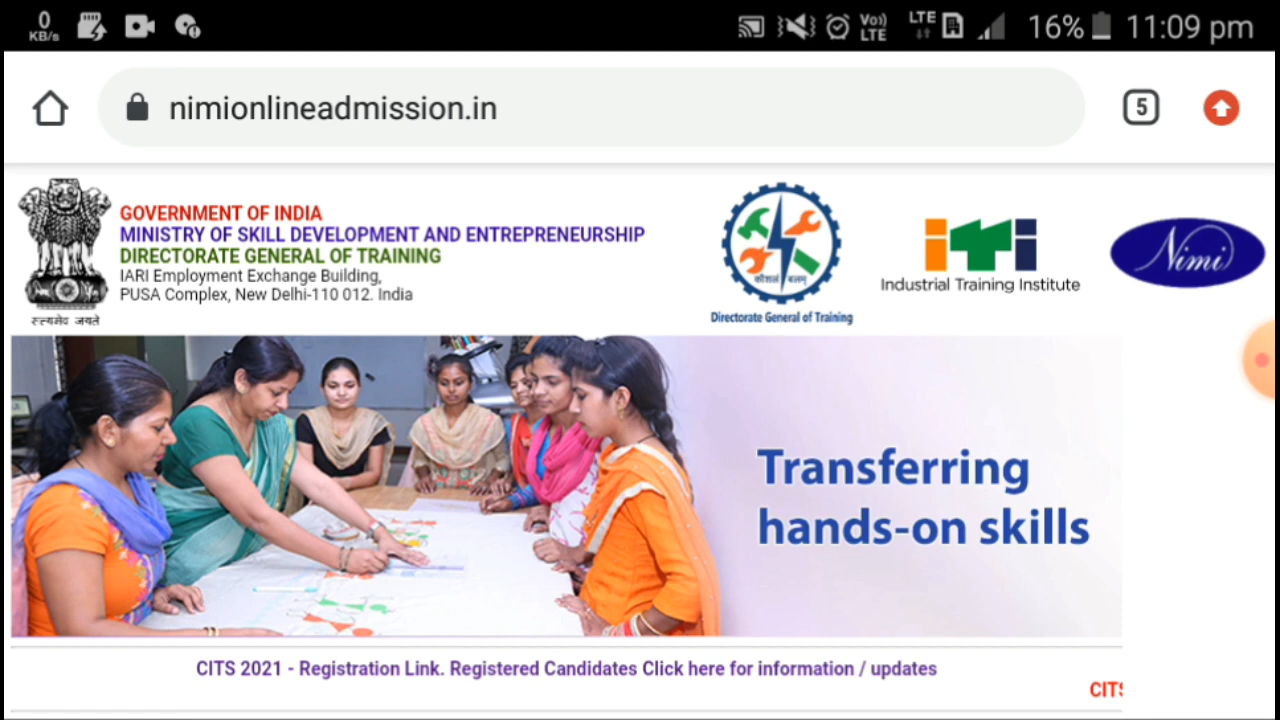 0
KB/s
Vo))
LTE
LTE
16%
11:09 pm
nimionlineadmission.in
5
GOVERNMENT OF INDIA
MINISTRY OF SKILL DEVELOPMENT AND ENTREPRENEURSHIP
DIRECTORATE GENERAL OF TRAINING
IARI Employment Exchange Building,
PUSA Complex, New Delhi-110 012. India
सत्यमेव जयते
कौशलं बलम्
Directorate General of Training
Industrial Training Institute
Nimi
Transferring
hands-on skills
CITS 2021 - Registration Link. Registered Candidates Click here for information / updates
CITS